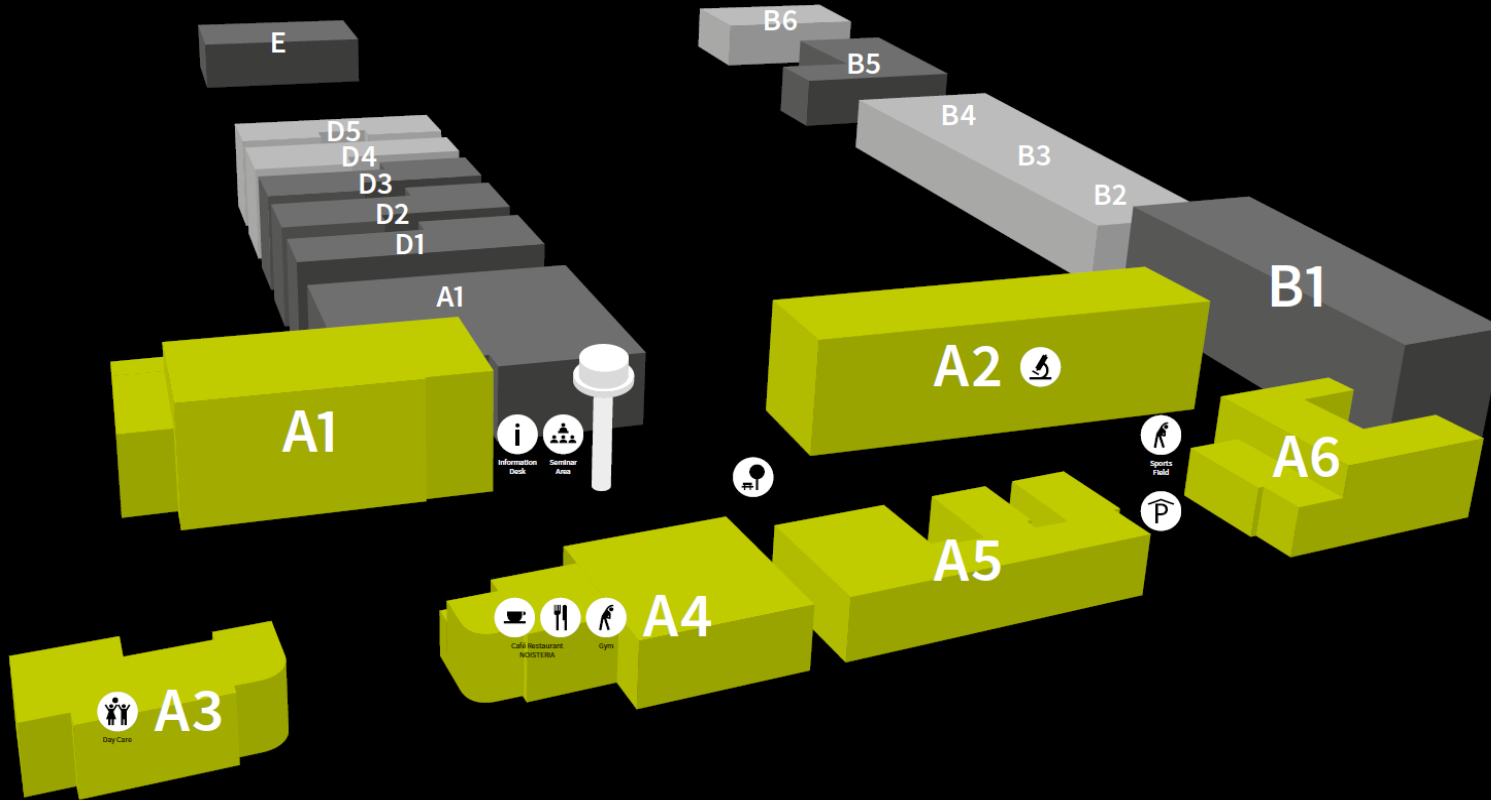 B6
E
B5
B4
D5
D4
B3
D3
B2
D2
D1
B1
A1
A2
A1
Information
Desk
Seminar
Area
Sports
Field
A6
P
A5
A4
Café Restaurant
NOISTERIA
Gym
A3
Day Care